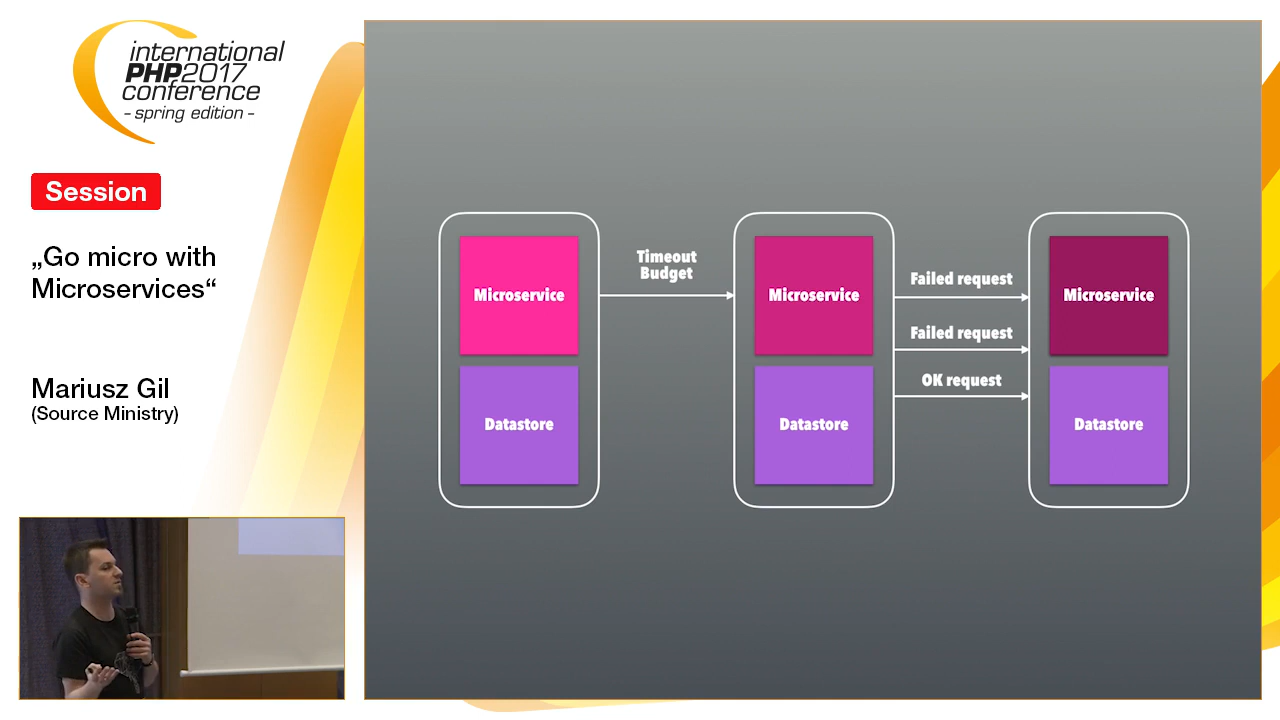 international
PHP2017
conference
- spring edition -
Session
„Go micro with
Microservices“
Mariusz Gil
(Source Ministry)
Microservice
Datastore
Timeout
Budget
Microservice
Datastore
Failed request
Failed request
OK request
Microservice
Datastore